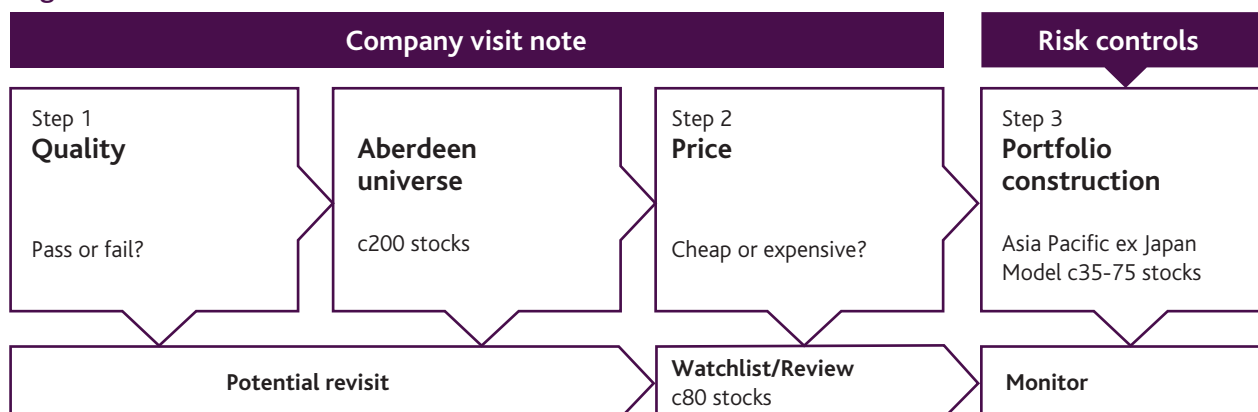 Company visit note
Risk controls
Step 1
Quality
Pass or fail?
Aberdeen
universe
c200 stocks
Step 2
Price
Cheap or expensive?
Step 3
Portfolio
construction
Asia Pacific ex Japan
Model c35-75 stocks
Potential revisit
Watchlist/Review
c80 stocks
Monitor